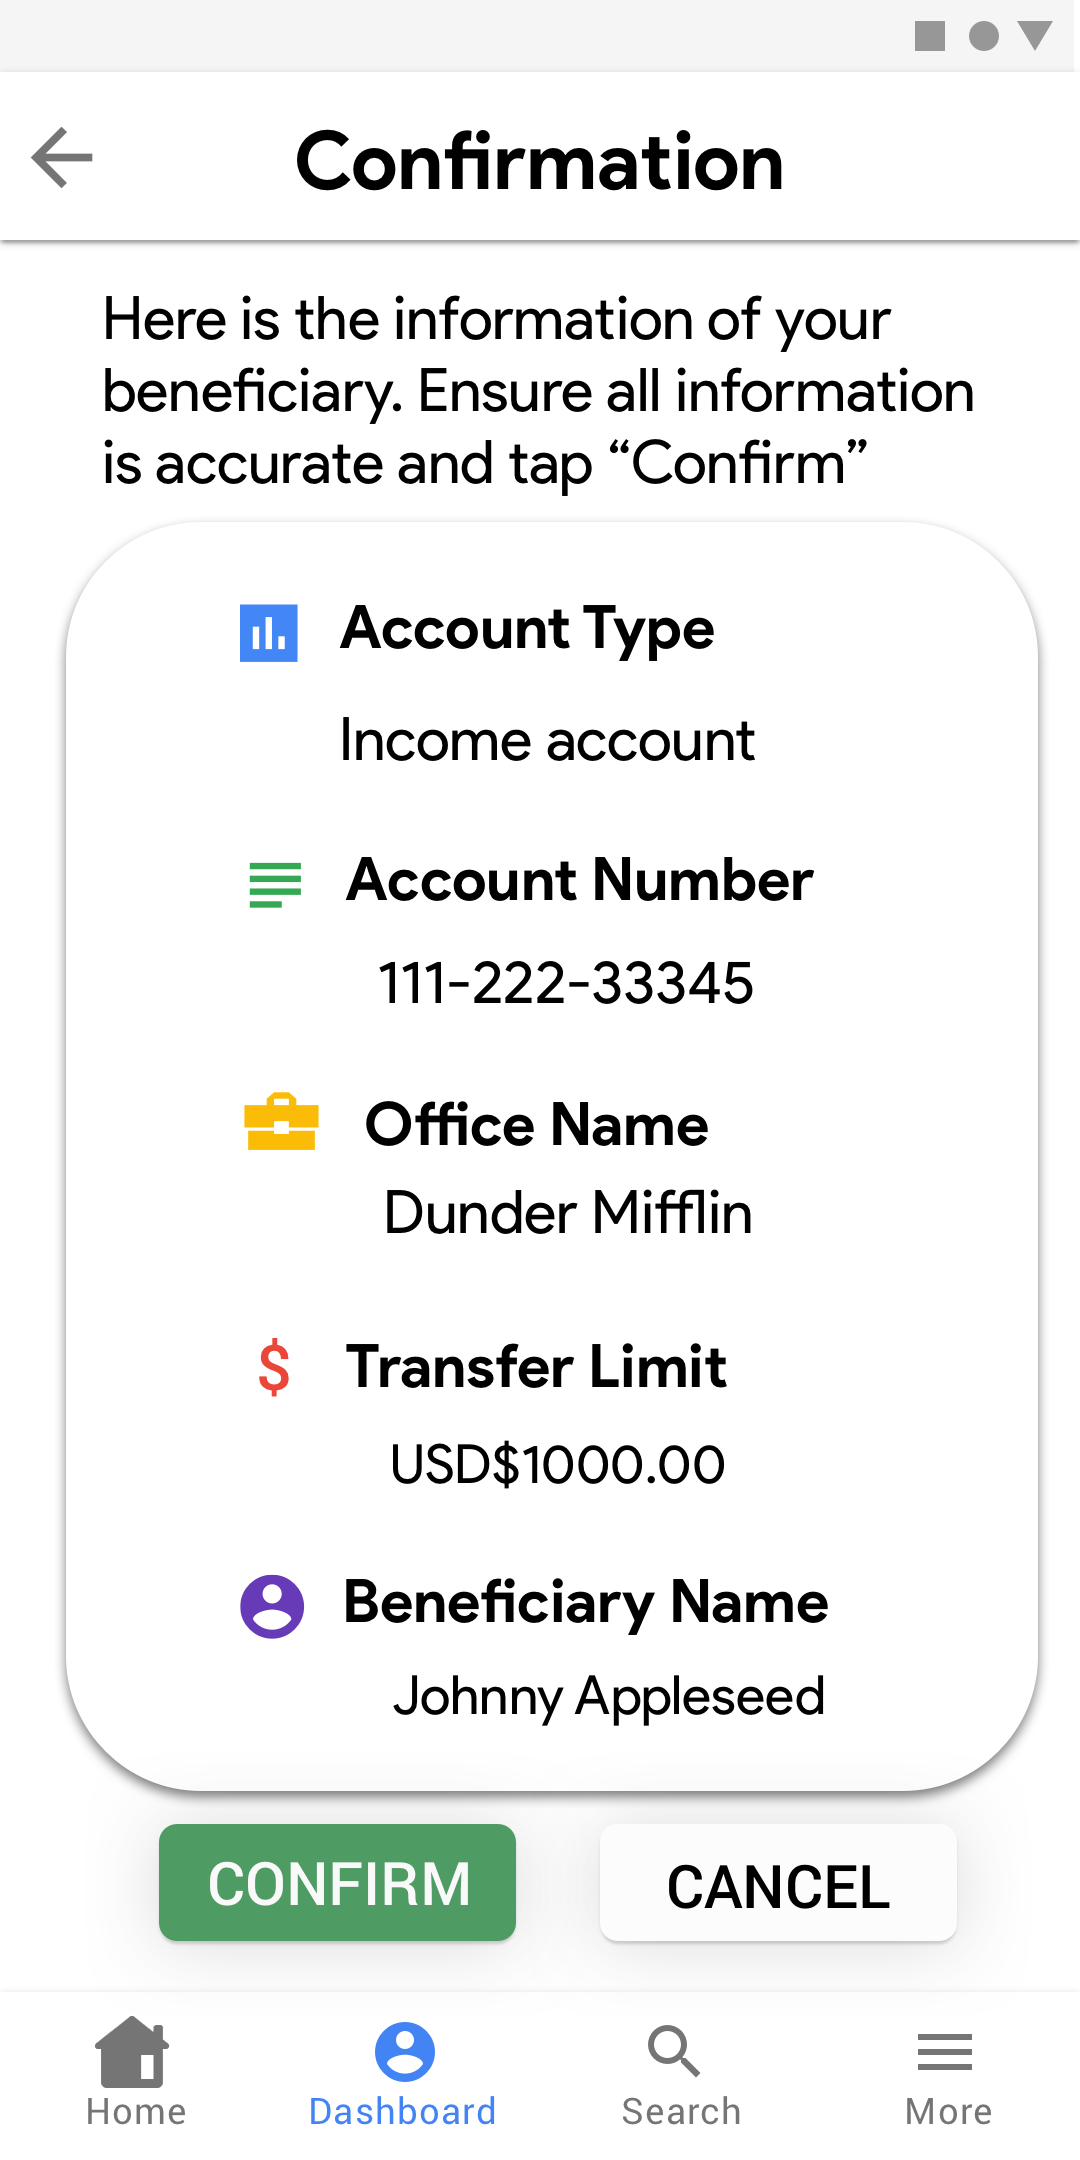 Confirmation
Here is the information of your
beneficiary. Ensure all information
is accurate and tap “Confirm”
Account Type
Income account
Account Number
111-222-33345
Office Name
Dunder Mifflin
$ Transfer Limit
USD$1000.00
Beneficiary Name
Johnny Appleseed
CONFIRM CANCEL
Home Dashboard Search More